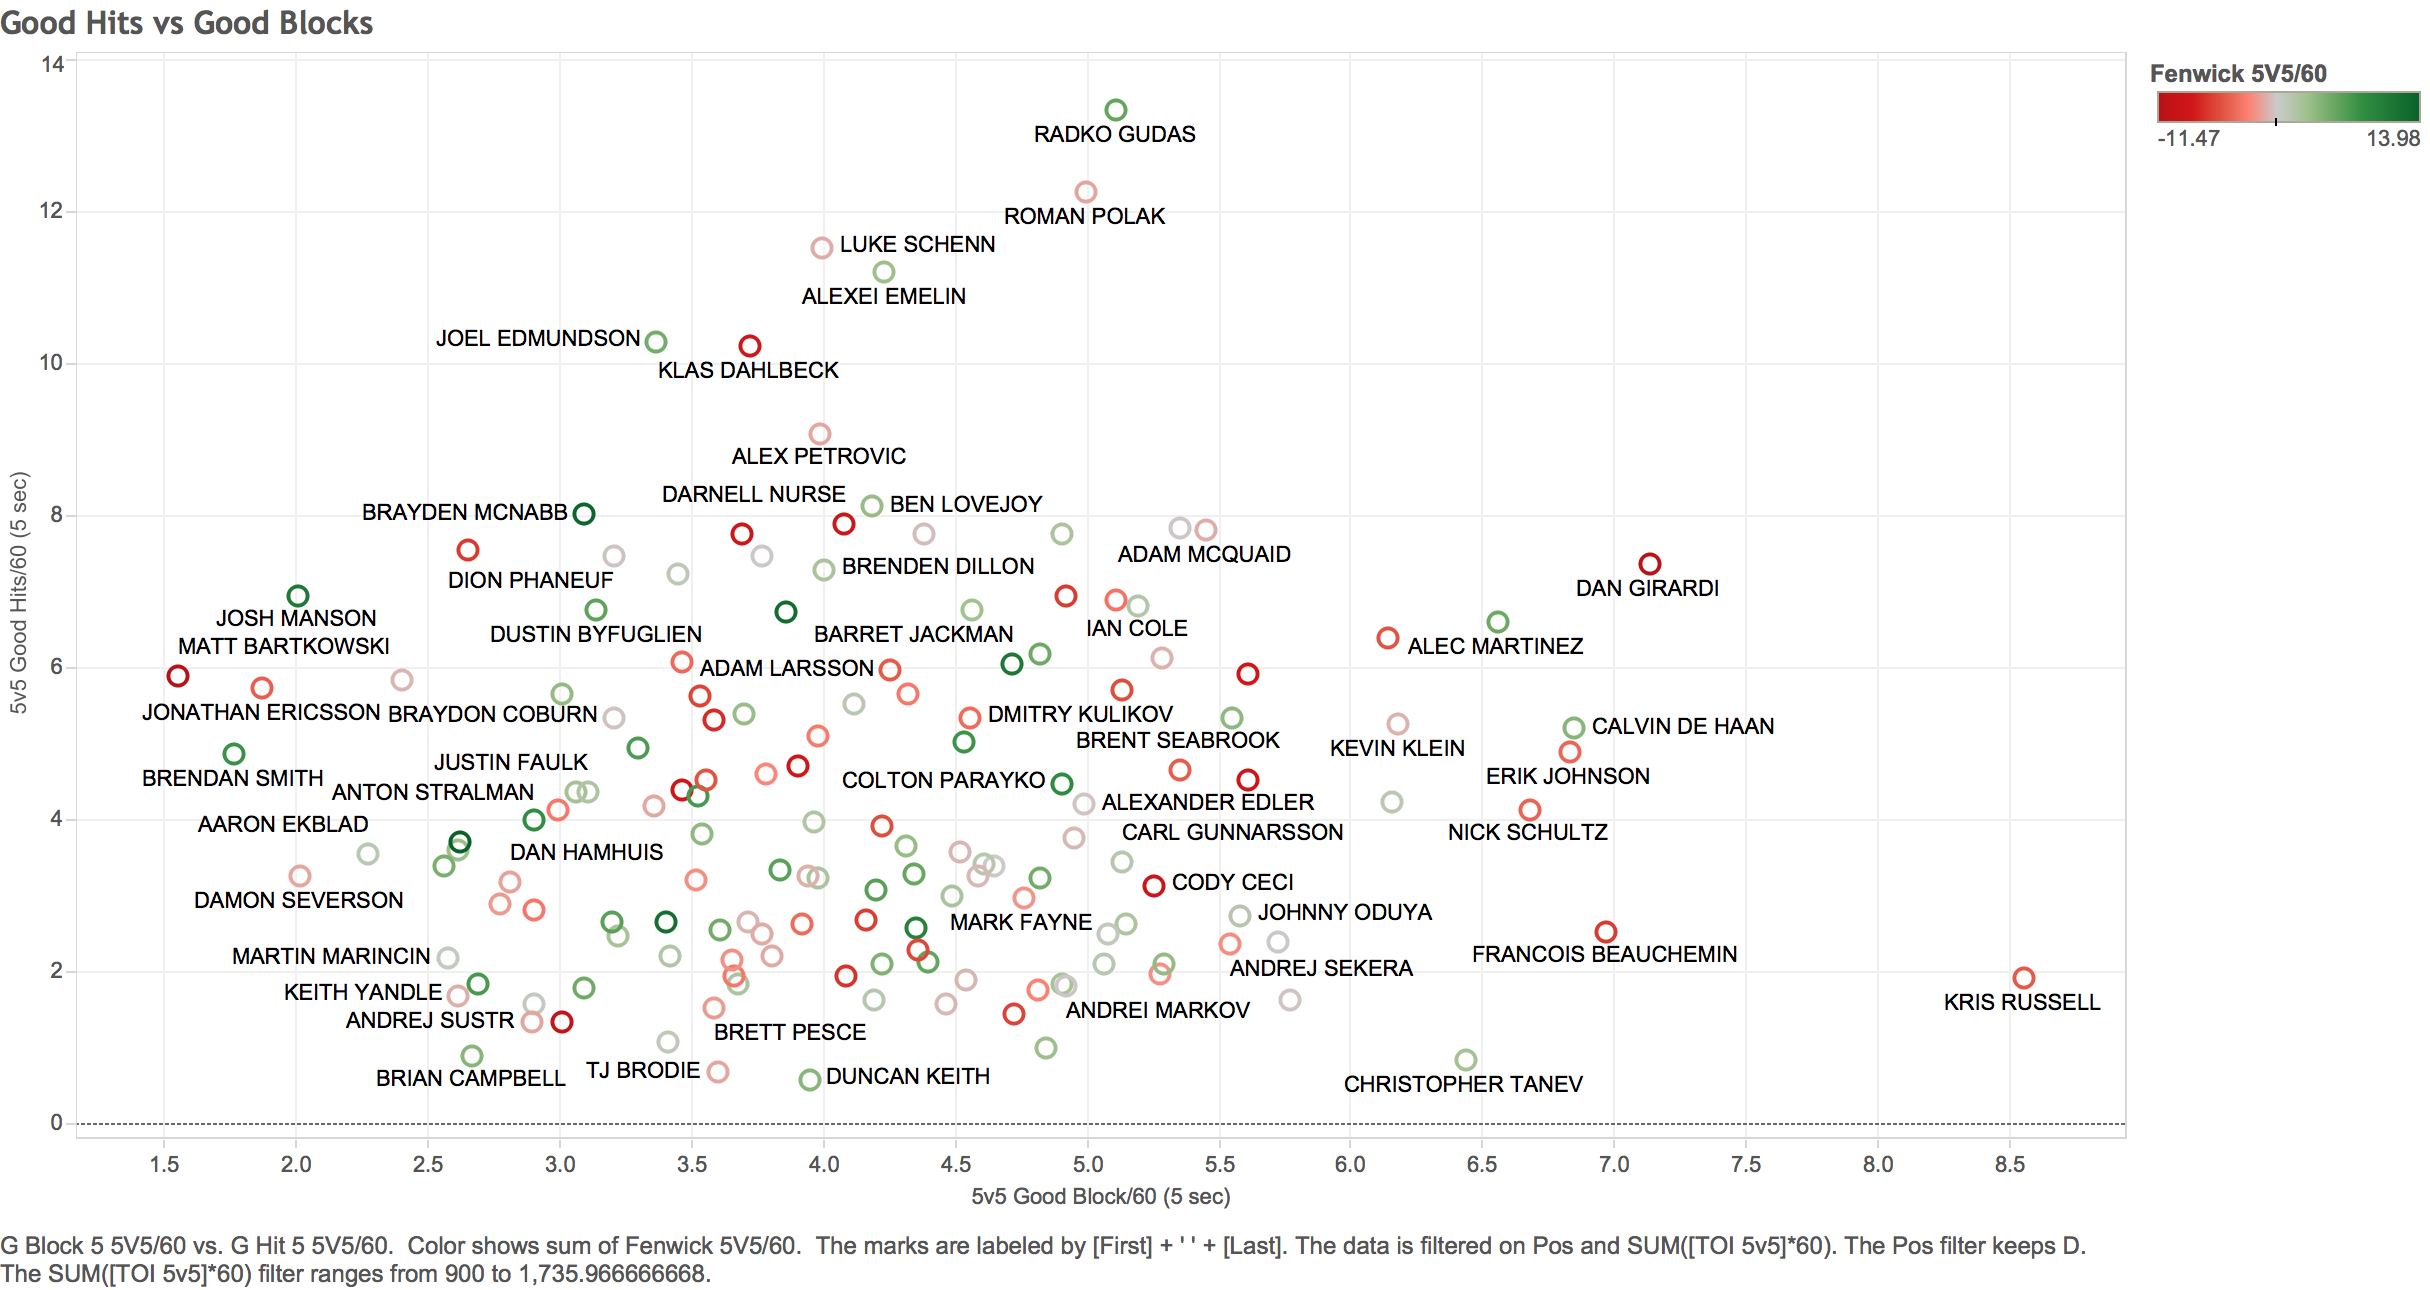 Good Hits vs Good Blocks
Fenwick 5V5/60
-11.47
13.98
14
12
10
8
6
4
2
0
5v5 Good Hits/60 (5 sec)
RADKO GUDAS
ROMAN POLAK
LUKE SCHENN
ALEXEI EMELIN
JOEL EDMUNDSON
KLAS DAHLBECK
ALEX PETROVIC
DARNELL NURSE
BEN LOVEJOY
BRAYDEN MCNABB
ADAM MCQUAID
BRENDEN DILLON
DION PHANEUF
DAN GIRARDI
JOSH MANSON
IAN COLE
DUSTIN BYFUGLIEN
BARRET JACKMAN
MATT BARTKOWSKI
ALEC MARTINEZ
ADAM LARSSON
JONATHAN ERICSSON
BRAYDON COBURN
DMITRY KULIKOV
CALVIN DE HAAN
BRENT SEABROOK
KEVIN KLEIN
JUSTIN FAULK
BRENDAN SMITH
COLTON PARAYKO
ERIK JOHNSON
ANTON STRALMAN
ALEXANDER EDLER
AARON EKBLAD
CARL GUNNARSSON
NICK SCHULTZ
DAN HAMHUIS
CODY CECI
DAMON SEVERSON
JOHNNY ODUYA
MARK FAYNE
MARTIN MARINCIN
FRANCOIS BEAUCHEMIN
ANDREJ SEKERA
KEITH YANDLE
KRIS RUSSELL
ANDREI MARKOV
ANDREJ SUSTR
BRETT PESCE
TJ BRODIE
BRIAN CAMPBELL
DUNCAN KEITH
CHRISTOPHER TANEV
1.5 2.0 2.5 3.0 3.5 4.0 4.5 5.0 5.5 6.0 6.5 7.0 7.5 8.0 8.5
5v5 Good Block/60 (5 sec)
G Block 5 5V5/60 vs. G Hit 5 5V5/60.  Color shows sum of Fenwick 5V5/60.  The marks are labeled by [First] + ' ' + [Last]. The data is filtered on Pos and SUM([TOI 5v5]*60). The Pos filter keeps D.
The SUM([TOI 5v5]*60) filter ranges from 900 to 1,735.966666668.